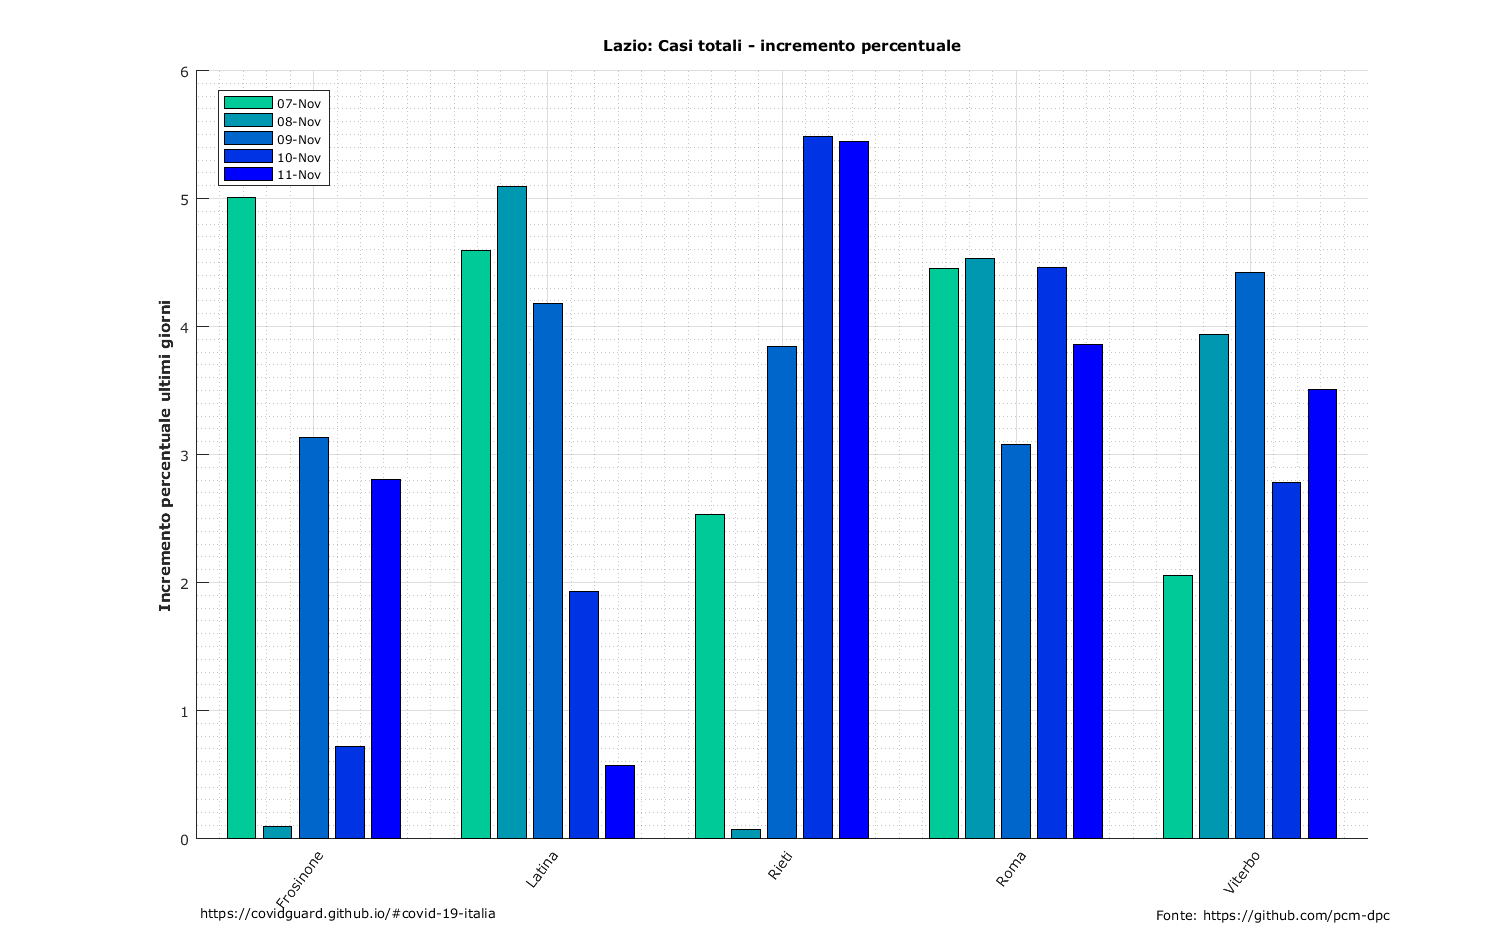 Lazio: Casi totali - incremento percentuale
Incremento percentuale ultimi giorni
6
5
4
3
2
1
0
07-Nov
08-Nov
09-Nov
10-Nov
11-Nov
Frosinone
Latina
Rieti
Roma
Viterbo
https://covidguard.github.io/#covid-19-italia
Fonte: https://github.com/pcm-dpc